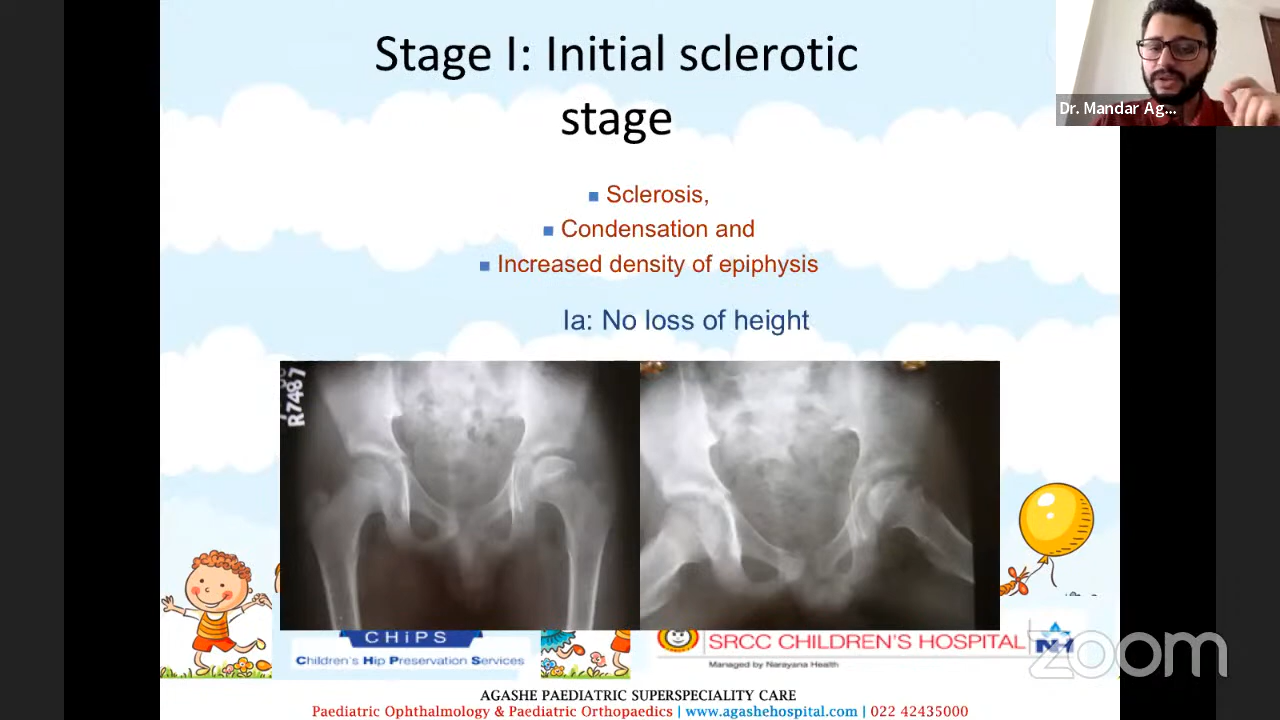 Stage I: Initial sclerotic
stage
Dr. Mandar Ag...
Sclerosis,
Condensation and
Increased density of epiphysis
Ia: No loss of height
R7487
CHiPS
Children's Hip Preservation Services
SRCC CHILDREN'S HOSPITAL
Managed by Narayana Health
NH
zoom
AGASHE PAEDIATRIC SUPERSPECIALITY CARE
Paediatric Ophthalmology & Paediatric Orthopaedics | www.agashehospital.com | 022 42435000